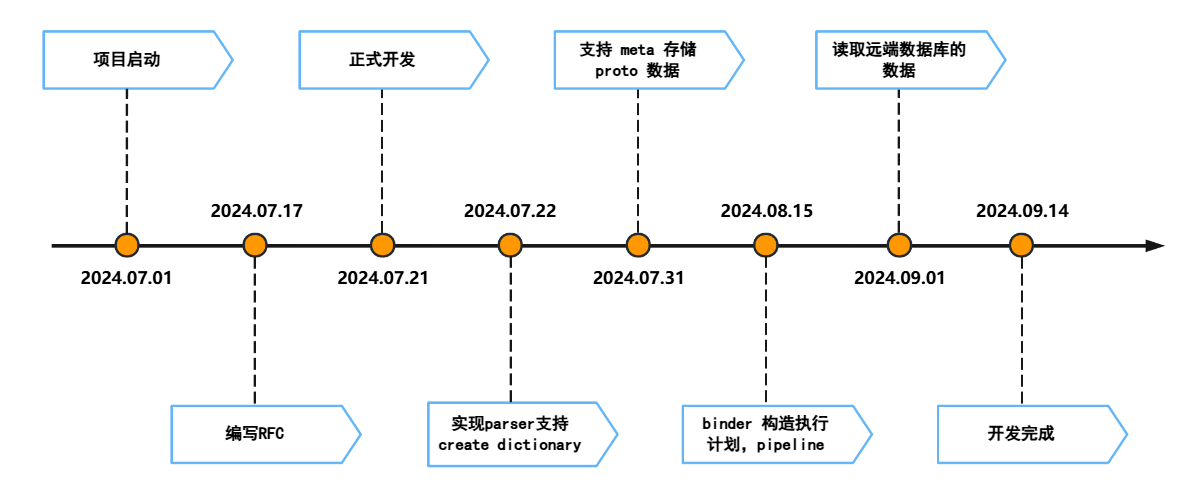 项目启动
正式开发
支持 meta 存储
proto 数据
读取远端数据库的
数据
2024.07.17
2024.07.22
2024.08.15
2024.09.14
2024.07.01
2024.07.21
2024.07.31
2024.09.01
编写RFC
实现parser支持
create dictionary
binder 构造执行
计划，pipeline
开发完成